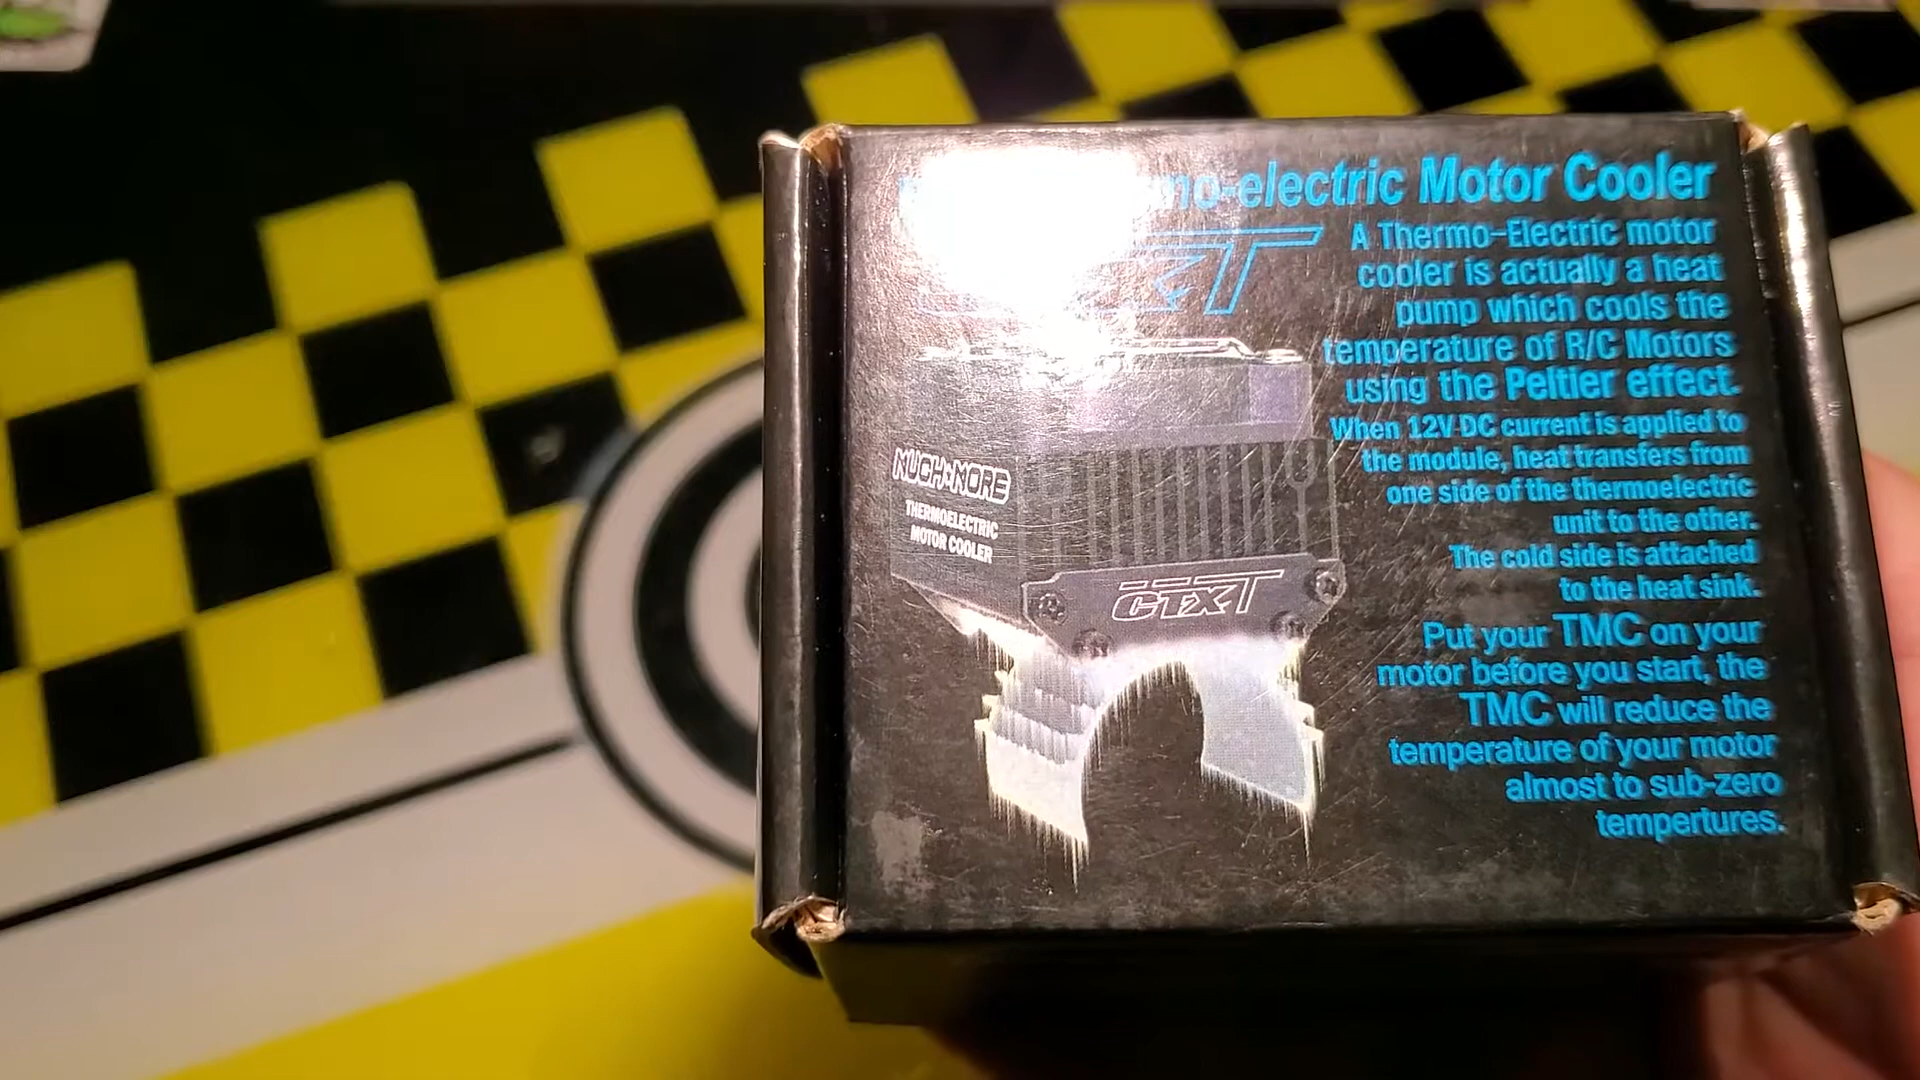 Motor Cooler
A Thermo-Electric motor
cooler is actually a heat
pump which cools the
temperature of R/C Motors
using the Peltier effect.
When 12V DC current is applied to
the module, heat transfers from
one side of the thermoelectric
unit to the other.
The cold side is attached
to the heat sink.
Put your TMC on your
motor before you start, the
TMC will reduce the
temperature of your motor
almost to sub-zero
tempertures.
MUCH-MORE
THERMOELECTRIC
MOTOR COOLER
CTX-T